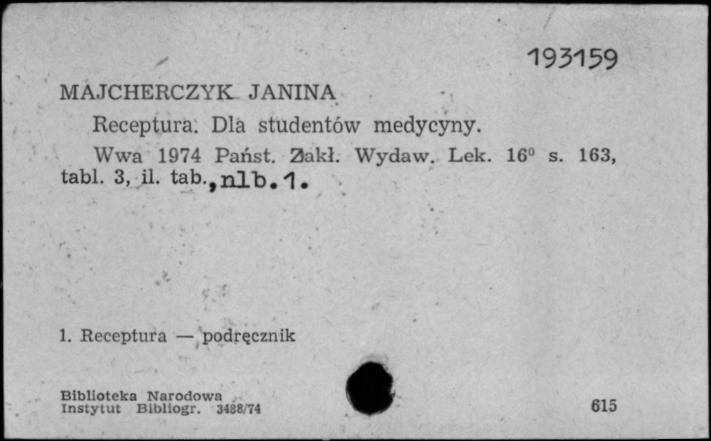 193159
MAJCHERCZYK JANINA
Receptura. Dla studentów medycyny.
Wwa 1974 Państ. Zakł. Wydaw. Lek. 16° s. 163,
tabl. 3, il. tab., nlb. 1.
1. Receptura — podręcznik
Biblioteka Narodowa
Instytut Bibliogr. 3488/74
615